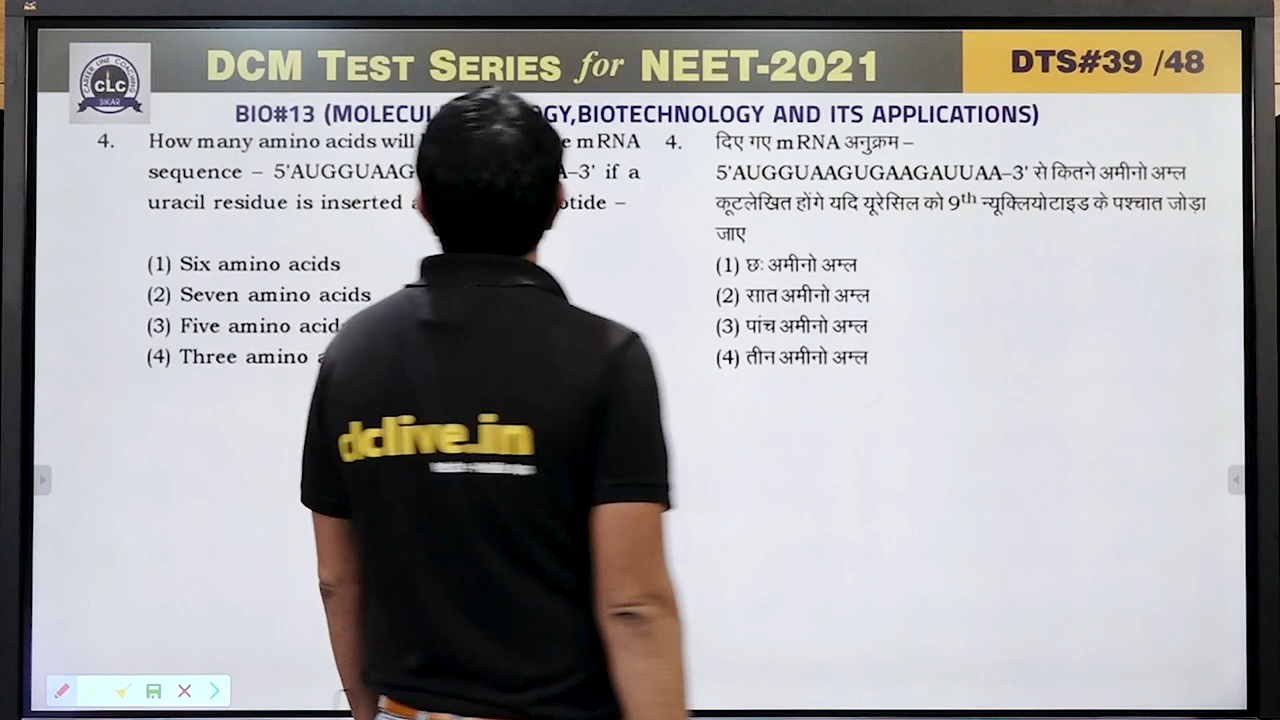 DCM TEST SERIES for NEET-2021
DTS#39 /48
CAREER LINE COACHING
CLC
SIKAR
BIO#13 (MOLECUL GY,BIOTECHNOLOGY AND ITS APPLICATIONS)
4. How many amino acids will e mRNA
sequence – 5'AUGGUAAG A–3' if a
uracil residue is inserted otide –
(1) Six amino acids
(2) Seven amino acids
(3) Five amino acid
(4) Three amino
4. दिए गए mRNA अनुक्रम –
5'AUGGUAAGUGAAGAUUAA–3' से कितने अमीनो अम्ल
कूटलेखित होंगे यदि यूरेसिल को 9th न्यूक्लियोटाइड के पश्चात जोड़ा
जाए
(1) छः अमीनो अम्ल
(2) सात अमीनो अम्ल
(3) पांच अमीनो अम्ल
(4) तीन अमीनो अम्ल
clclive.in